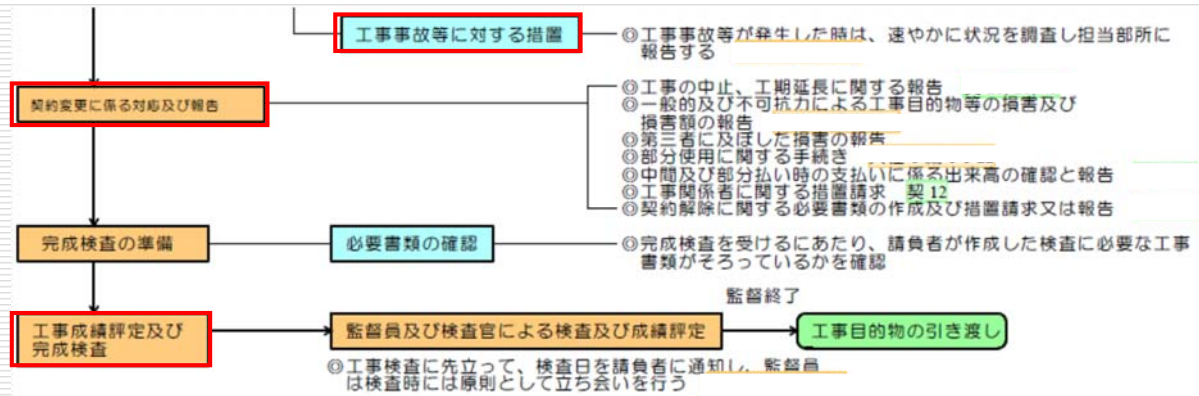 工事事故等に対する措置
◎工事事故等が発生した時は、速やかに状況を調査し担当部所に
報告する
契約変更に係る対応及び報告
◎工事の中止、工期延長に関する報告
◎一般的及び不可抗力による工事目的物等の損害及び
損害額の報告
◎第三者に及ぼした損害の報告
◎部分使用に関する手続き
◎中間及び部分払い時の支払いに係る出来高の確認と報告
◎工事関係者に関する措置請求 契 12
◎契約解除に関する必要書類の作成及び措置請求又は報告
完成検査の準備
必要書類の確認
◎完成検査を受けるにあたり、請負者が作成した検査に必要な工事
書類がそろっているかを確認
監督終了
工事成績評定及び
完成検査
監督員及び検査官による検査及び成績評定
工事目的物の引き渡し
◎工事検査に先立って、検査日を請負者に通知し、監督員
は検査時には原則として立ち会いを行う